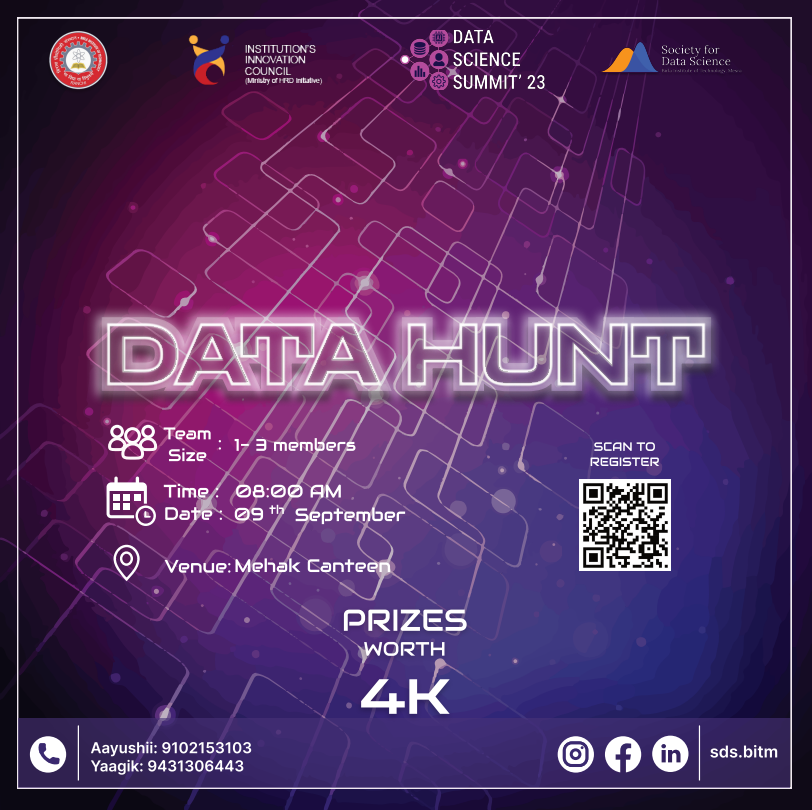 INSTITUTION'S
INNOVATION
COUNCIL
(Ministry of HRD Initiative)
DATA
SCIENCE
SUMMIT' 23
Society for
Data Science
DATA HUNT
Team
Size : 1- 3 members
Time : 08:00 AM
Date : 09 th September
Venue: Mehak Canteen
SCAN TO
REGISTER
PRIZES
WORTH
4K
Aayushii: 9102153103
Yaagik: 9431306443
sds.bitm